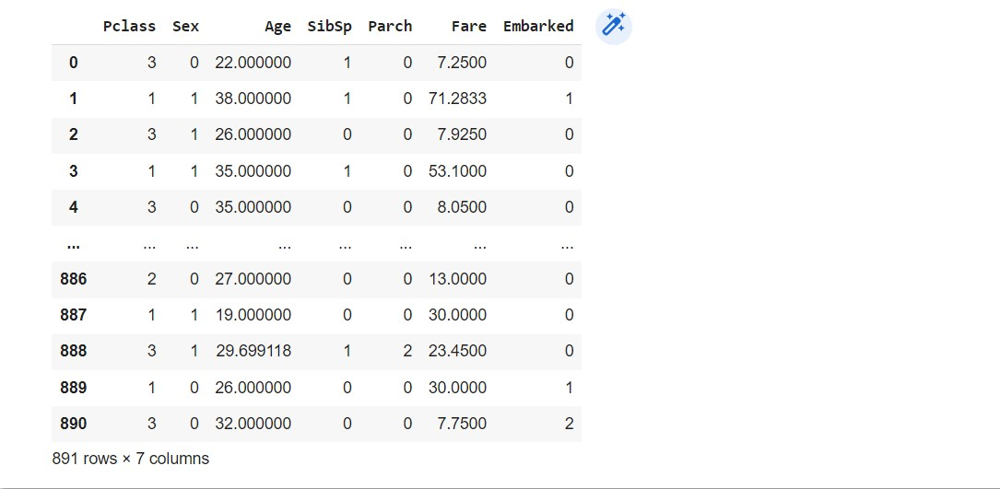 Pclass Sex Age SibSp Parch Fare Embarked
0 3 0 22.000000 1 0 7.2500 0
1 1 1 38.000000 1 0 71.2833 1
2 3 1 26.000000 0 0 7.9250 0
3 1 1 35.000000 1 0 53.1000 0
4 3 0 35.000000 0 0 8.0500 0
... ... ... ... ... ... ... ...
886 2 0 27.000000 0 0 13.0000 0
887 1 1 19.000000 0 0 30.0000 0
888 3 1 29.699118 1 2 23.4500 0
889 1 0 26.000000 0 0 30.0000 1
890 3 0 32.000000 0 0 7.7500 2
891 rows × 7 columns